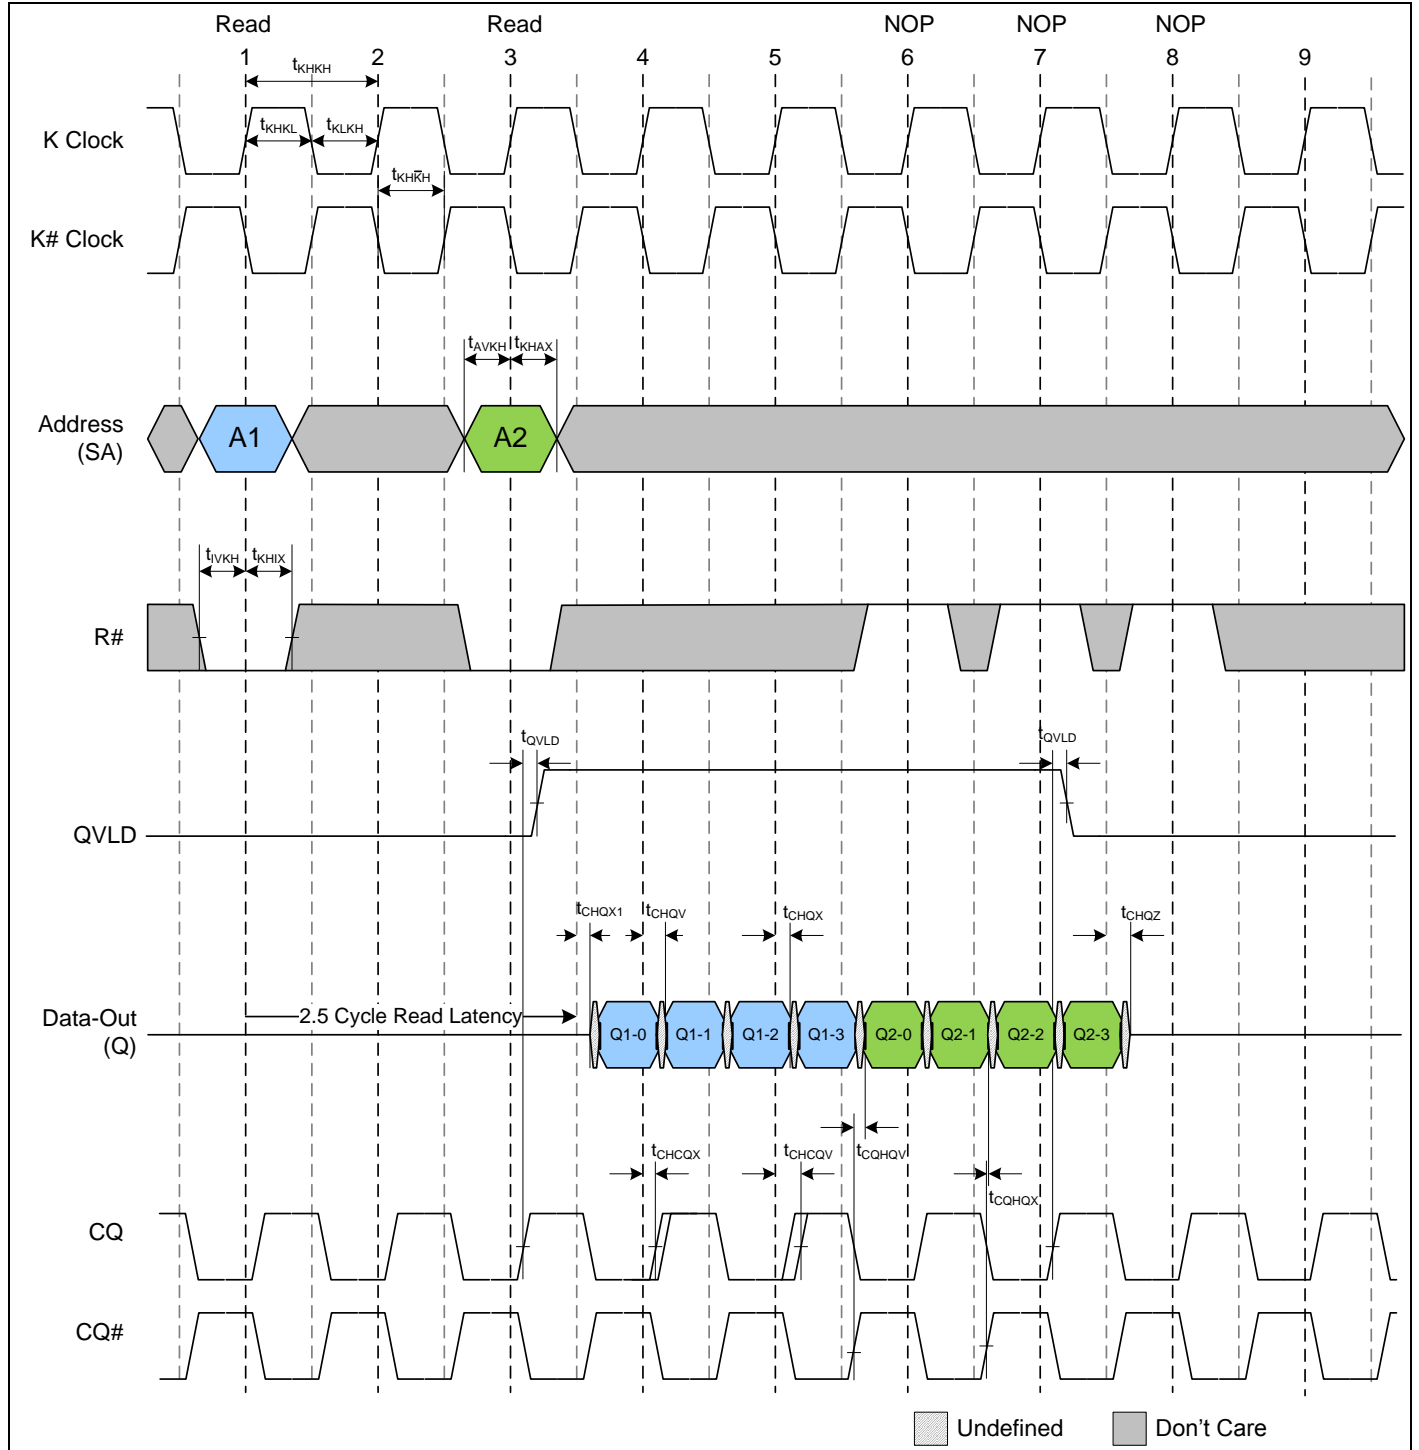 Read Read NOP NOP NOP
1 2 3 4 5 6 7 8 9
tKHKH
K Clock
tKHKL tKLKH
tKHK̅H
K# Clock
tAVKH tKHAX
Address
(SA)
A1 A2
tIVKH tKHIX
R#
tQVLD tQVLD
QVLD
tCHQX1 tCHQV tCHQX tCHQZ
Data-Out
(Q)
2.5 Cycle Read Latency
Q1-0 Q1-1 Q1-2 Q1-3 Q2-0 Q2-1 Q2-2 Q2-3
tCHCQX tCHCQV tCQHQV
tCQHQX
CQ
CQ#
Undefined Don't Care